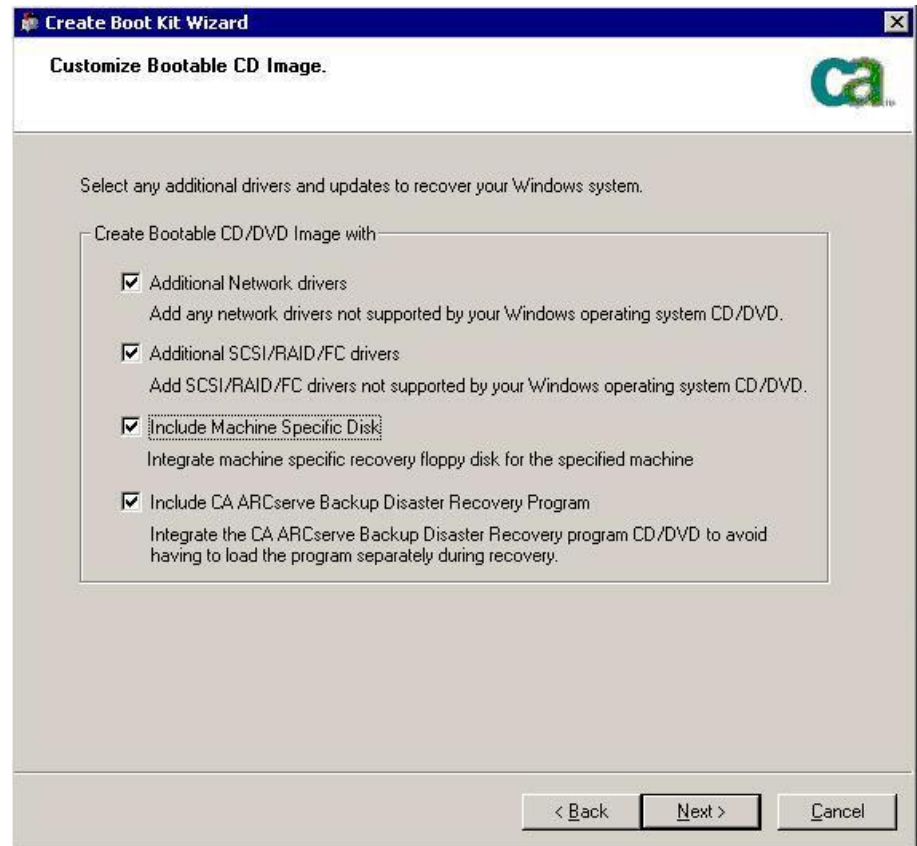 Create Boot Kit Wizard
Customize Bootable CD Image.
ca
Select any additional drivers and updates to recover your Windows system.
Create Bootable CD/DVD Image with
Additional Network drivers
Add any network drivers not supported by your Windows operating system CD/DVD.
Additional SCSI/RAID/FC drivers
Add SCSI/RAID/FC drivers not supported by your Windows operating system CD/DVD.
Include Machine Specific Disk
Integrate machine specific recovery floppy disk for the specified machine
Include CA ARCserve Backup Disaster Recovery Program
Integrate the CA ARCserve Backup Disaster Recovery program CD/DVD to avoid
having to load the program separately during recovery.
< Back
Next >
Cancel